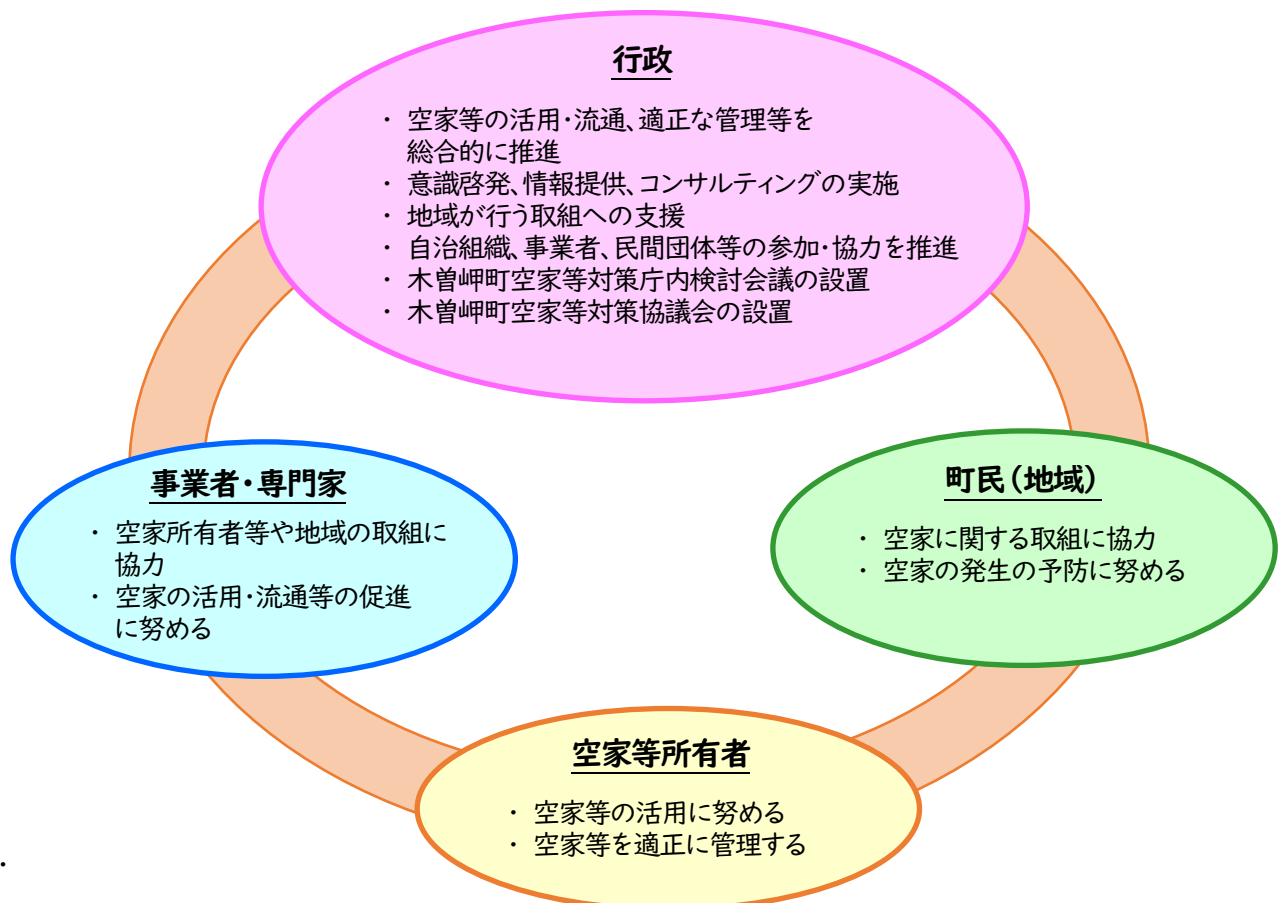 行政
・ 空家等の活用・流通、適正な管理等を
総合的に推進
・ 意識啓発、情報提供、コンサルティングの実施
・ 地域が行う取組への支援
・ 自治組織、事業者、民間団体等の参加・協力を推進
・ 木曽岬町空家等対策庁内検討会議の設置
・ 木曽岬町空家等対策協議会の設置
事業者・専門家
・ 空家所有者等や地域の取組に
協力
・ 空家の活用・流通等の促進
に努める
町民（地域）
・ 空家に関する取組に協力
・ 空家の発生の予防に努める
空家等所有者
・ 空家等の活用に努める
・ 空家等を適正に管理する
.